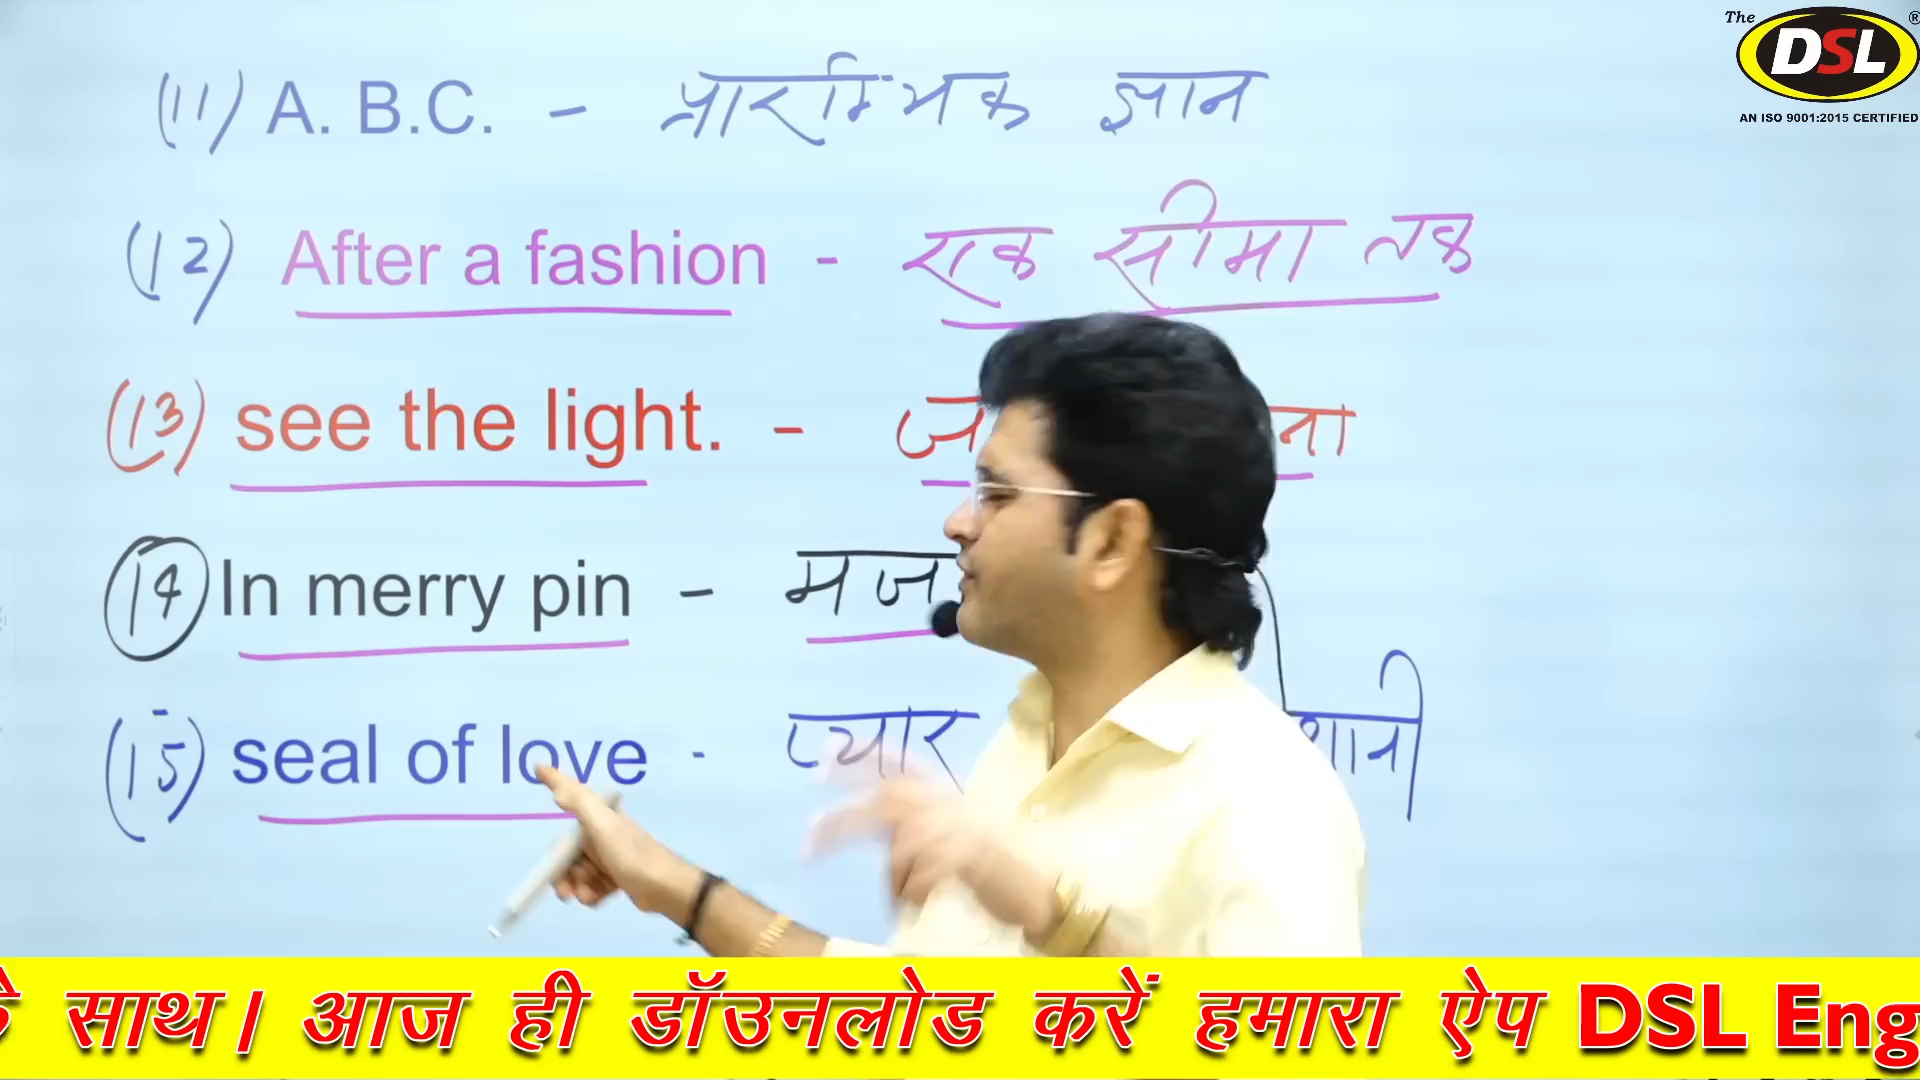 The DSL ®
AN ISO 9001:2015 CERTIFIED
(11) A. B.C. - प्रारम्भिक ज्ञान
(12) After a fashion - एक सीमा तक
(13) see the light. -
(14) In merry pin -
(15) seal of love - प्यार
साथ। आज ही डॉउनलोड करें हमारा ऐप DSL Eng